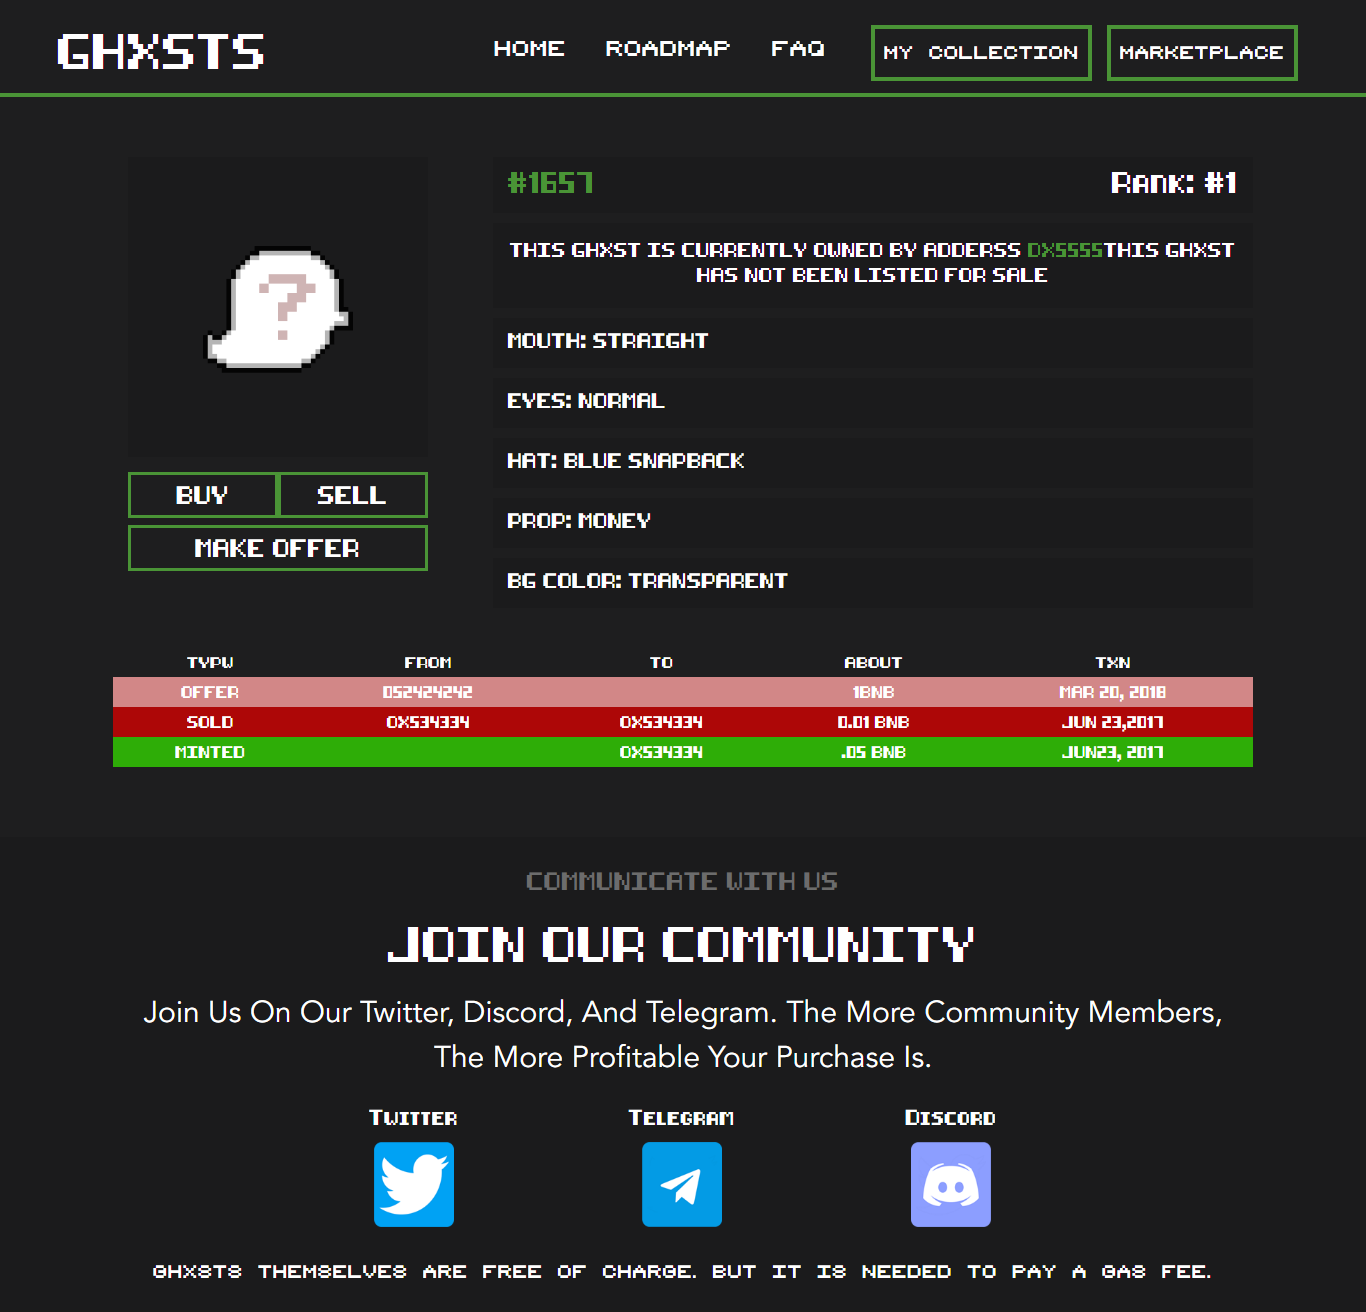 GHXSTS
HOME ROADMAP FAQ MY COLLECTION MARKETPLACE
?
#1657 Rank: #1
THIS GHXST IS CURRENTLY OWNED BY ADDERSS 0X5555THIS GHXST
HAS NOT BEEN LISTED FOR SALE
MOUTH: STRAIGHT
EYES: NORMAL
HAT: BLUE SNAPBACK
PROP: MONEY
BG COLOR: TRANSPARENT
BUY SELL
MAKE OFFER
TYPW FROM TO ABOUT TXN
OFFER 052424242 1BNB MAR 20, 2018
SOLD 0X534334 0X534334 0.01 BNB JUN 23,2017
MINTED 0X534334 .05 BNB JUN23, 2017
COMMUNICATE WITH US
JOIN OUR COMMUNITY
Join Us On Our Twitter, Discord, And Telegram. The More Community Members,
The More Profitable Your Purchase Is.
Twitter Telegram Discord
GHXSTS THEMSELVES ARE FREE OF CHARGE. BUT IT IS NEEDED TO PAY A GAS FEE.